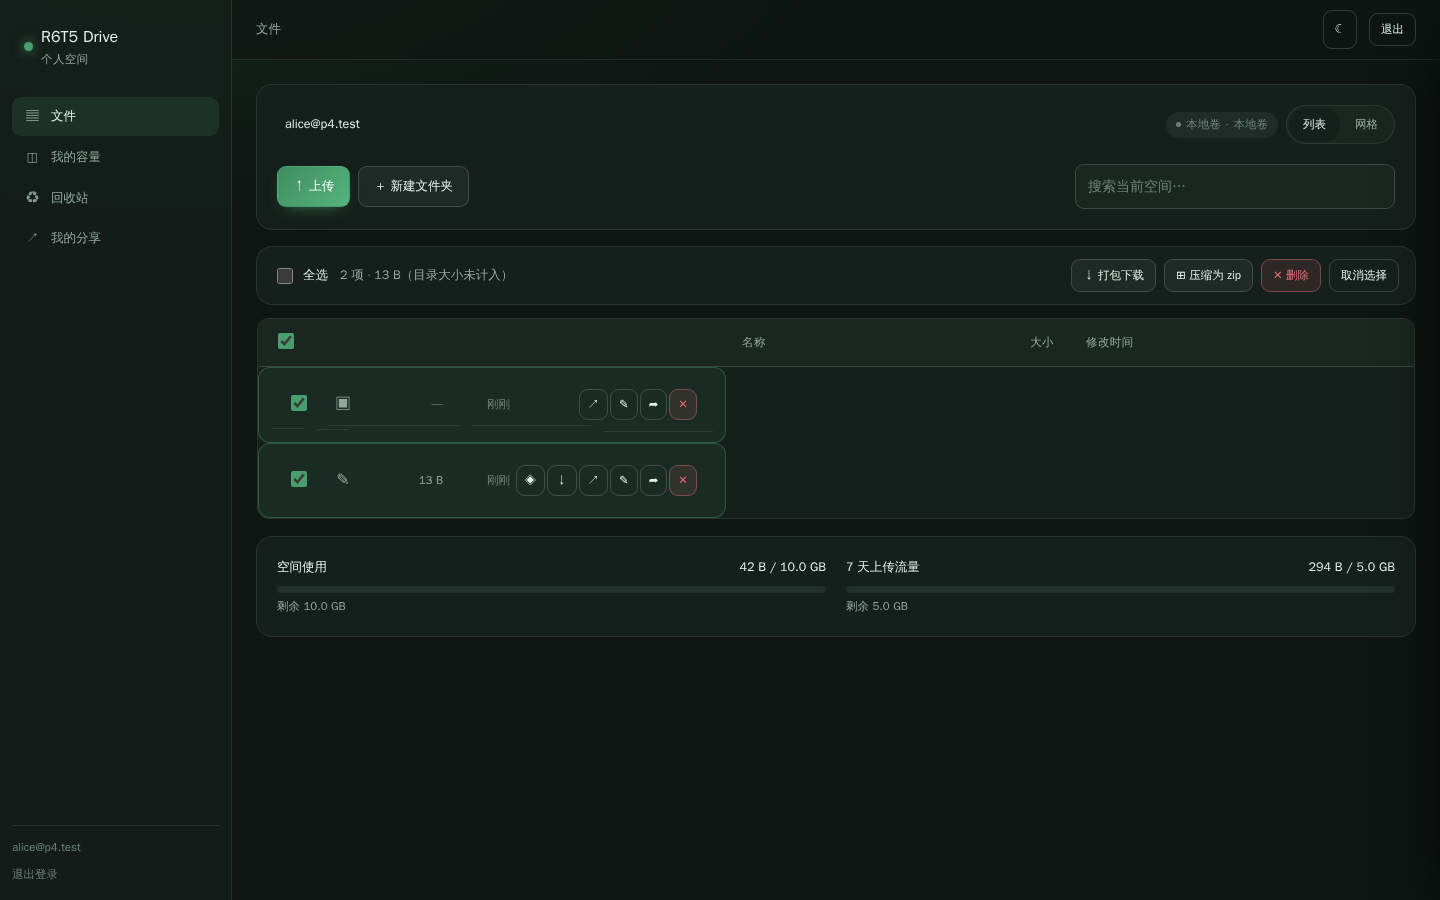 R6T5 Drive
个人空间
文件
我的容量
回收站
我的分享
alice@p4.test
退出登录
文件
退出
alice@p4.test
本地卷 · 本地卷
列表
网格
↑ 上传
+ 新建文件夹
搜索当前空间…
全选 2 项 · 13 B（目录大小未计入）
↓ 打包下载
⊞ 压缩为 zip
✕ 删除
取消选择
名称 大小 修改时间
— 刚刚
13 B 刚刚
空间使用 42 B / 10.0 GB
剩余 10.0 GB
7 天上传流量 294 B / 5.0 GB
剩余 5.0 GB